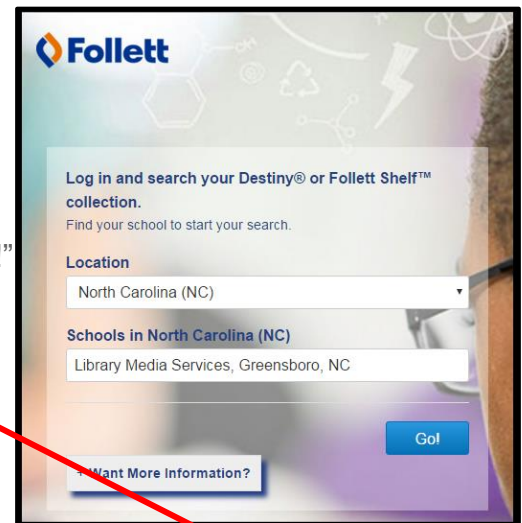 Follett
Log in and search your Destiny® or Follett Shelf™
collection.
Find your school to start your search.
!”
Location
North Carolina (NC)
Schools in North Carolina (NC)
Library Media Services, Greensboro, NC
Go!
+ Want More Information?